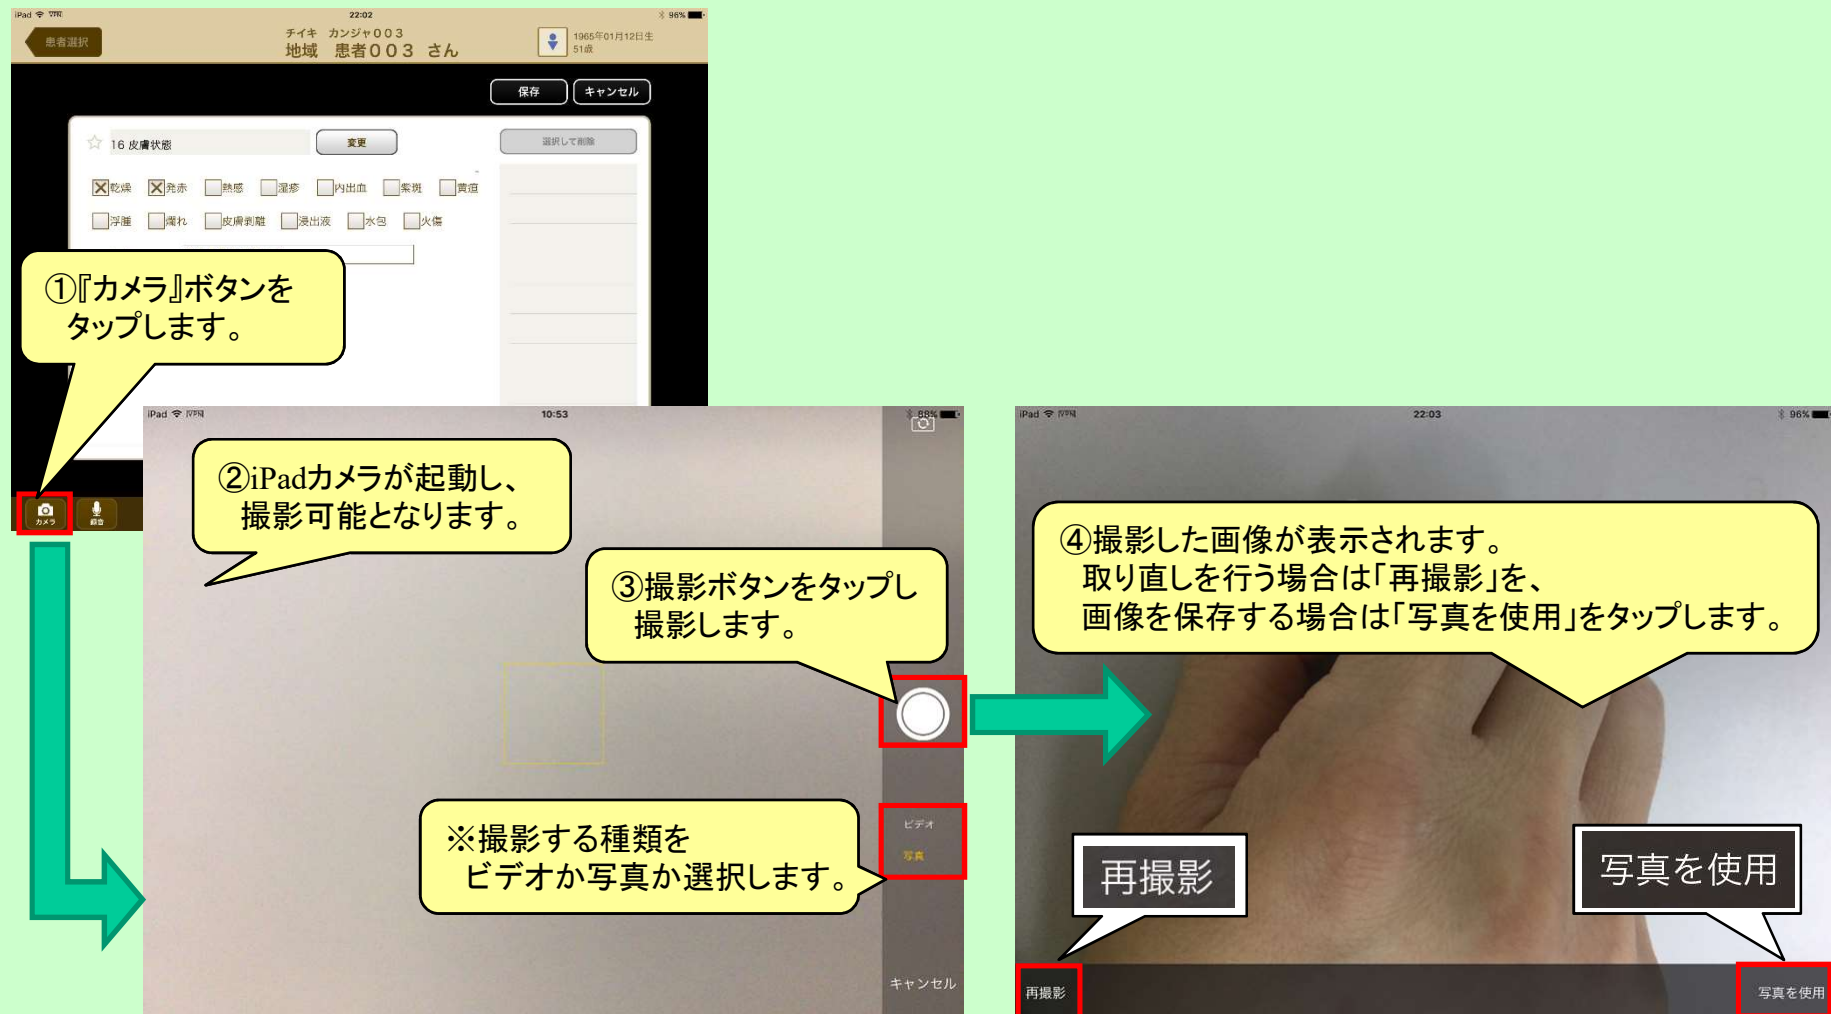 iPad VPN 22:02 96%
患者選択
チイキ カンジャ003
地域 患者003 さん
1965年01月12日生
51歳
保存 キャンセル
16 皮膚状態 変更 選択して削除
乾燥 発赤 熱感 湿疹 内出血 紫斑 黄疸
浮腫 爛れ 皮膚剥離 浸出液 水包 火傷
①『カメラ』ボタンを
タップします。
カメラ 録音
iPad VPN 10:53 88%
②iPadカメラが起動し、
撮影可能となります。
③撮影ボタンをタップし
撮影します。
※撮影する種類を
ビデオか写真か選択します。
ビデオ
写真
キャンセル
iPad VPN 22:03 96%
④撮影した画像が表示されます。
取り直しを行う場合は「再撮影」を、
画像を保存する場合は「写真を使用」をタップします。
再撮影
写真を使用
再撮影
写真を使用